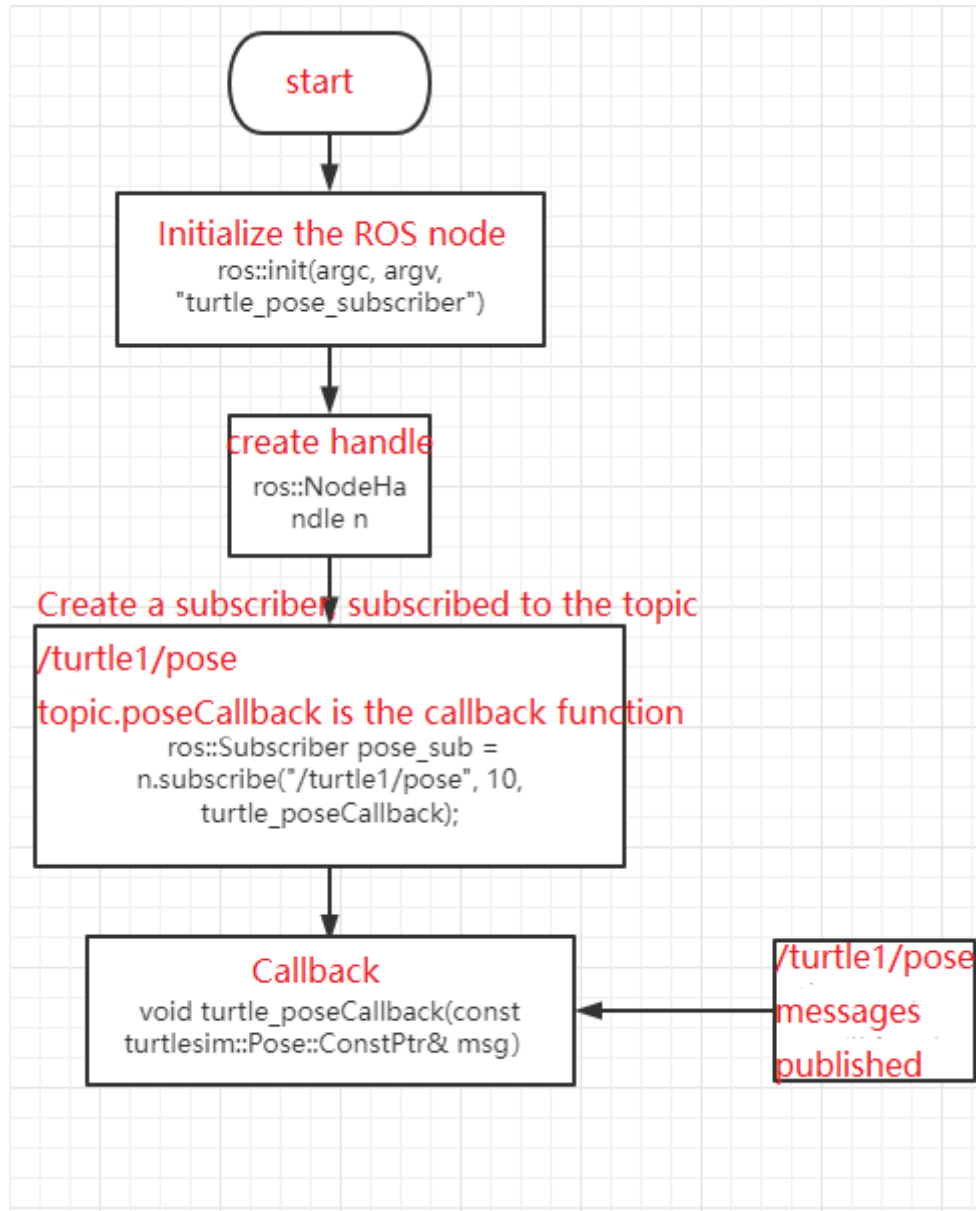 start
Initialize the ROS node
ros::init(argc, argv,
"turtle_pose_subscriber")
create handle
ros::NodeHa
ndle n
Create a subscriber, subscribed to the topic
/turtle1/pose
topic.poseCallback is the callback function
ros::Subscriber pose_sub =
n.subscribe("/turtle1/pose", 10,
turtle_poseCallback);
Callback
void turtle_poseCallback(const
turtlesim::Pose::ConstPtr& msg)
/turtle1/pose
messages
published